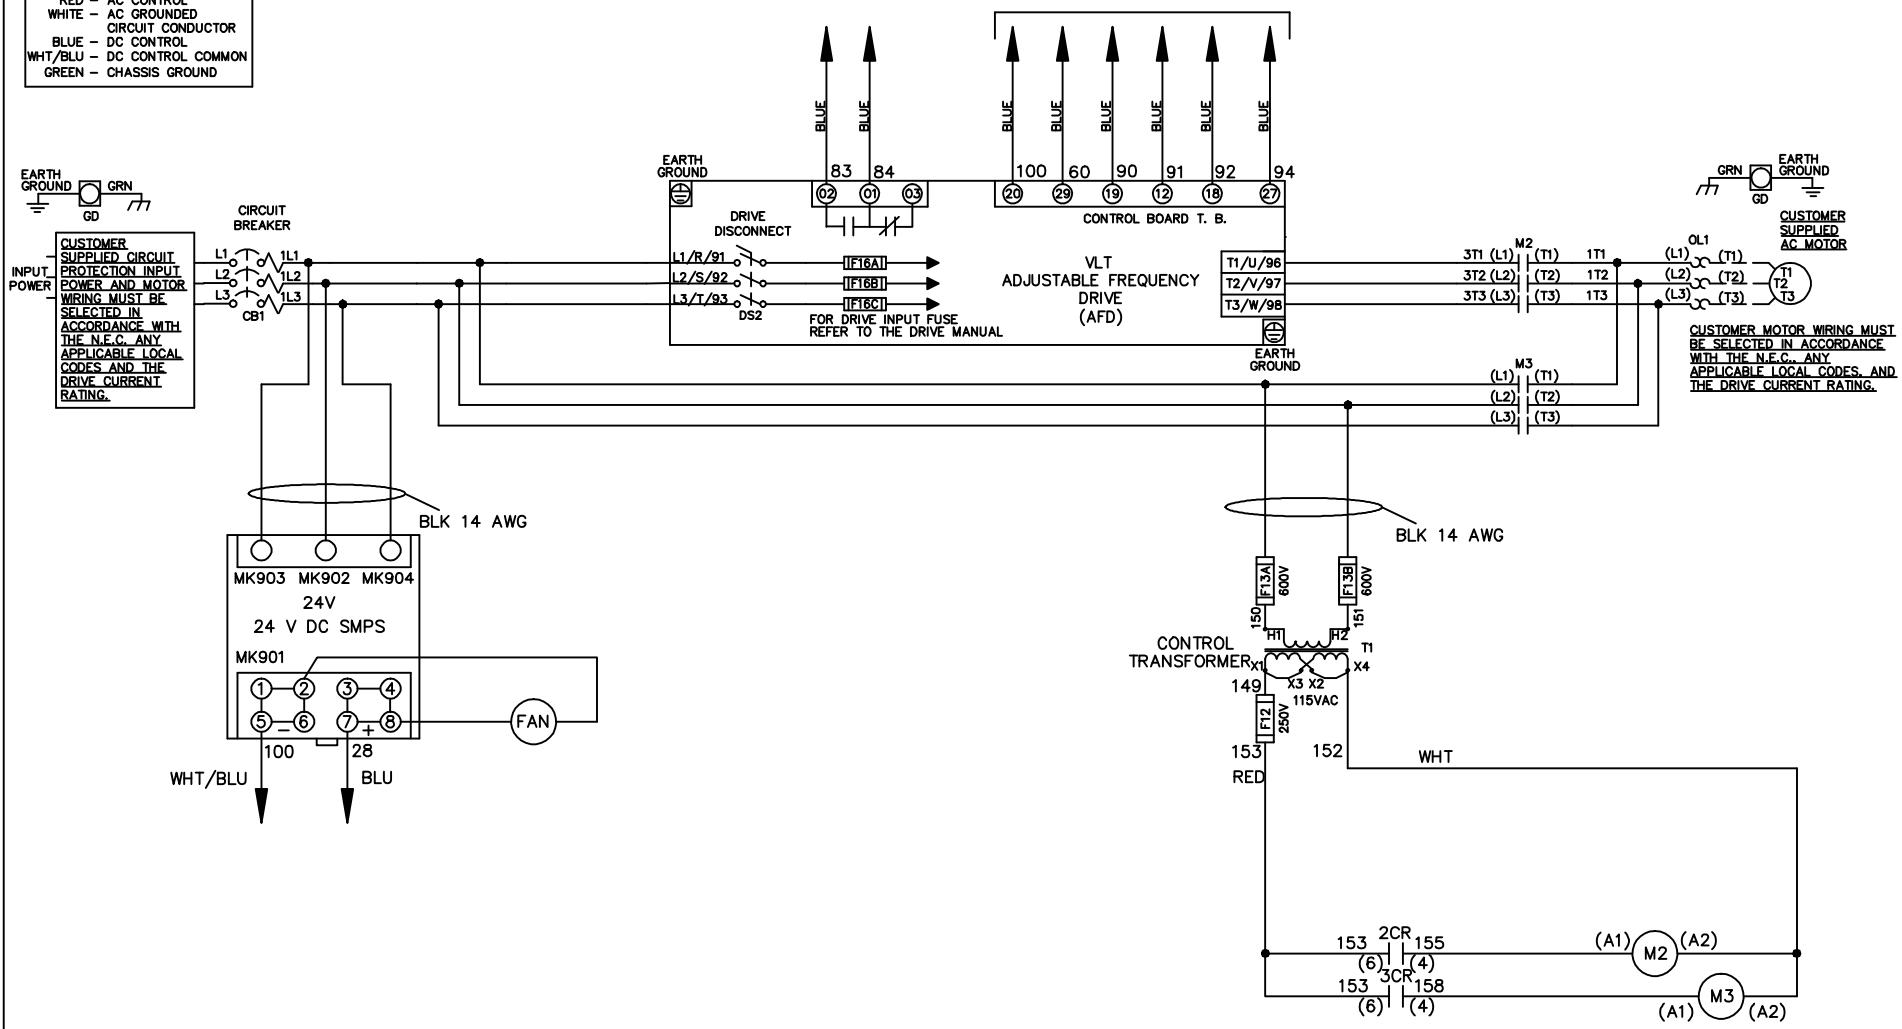 RED - AC CONTROL
WHITE - AC GROUNDED
CIRCUIT CONDUCTOR
BLUE - DC CONTROL
WHT/BLU - DC CONTROL COMMON
GREEN - CHASSIS GROUND
BLUE
BLUE
BLUE
BLUE
BLUE
BLUE
BLUE
BLUE
EARTH
GROUND
GRN
GD
EARTH
GROUND
83
84
100
60
90
91
92
94
02
01
03
20
29
19
12
18
27
CONTROL BOARD T. B.
GRN
EARTH
GROUND
GD
CIRCUIT
BREAKER
DRIVE
DISCONNECT
CUSTOMER
SUPPLIED
AC MOTOR
INPUT
POWER
CUSTOMER
SUPPLIED CIRCUIT
PROTECTION INPUT
POWER AND MOTOR
WIRING MUST BE
SELECTED IN
ACCORDANCE WITH
THE N.E.C. ANY
APPLICABLE LOCAL
CODES AND THE
DRIVE CURRENT
RATING.
L1
1L1
L2
1L2
L3
1L3
CB1
L1/R/91
L2/S/92
L3/T/93
DS2
F16A
F16B
F16C
FOR DRIVE INPUT FUSE
REFER TO THE DRIVE MANUAL
VLT
ADJUSTABLE FREQUENCY
DRIVE
(AFD)
T1/U/96
T2/V/97
T3/W/98
EARTH
GROUND
M2
3T1 (L1) (T1) 1T1
3T2 (L2) (T2) 1T2
3T3 (L3) (T3) 1T3
OL1
(L1) (T1)
(L2) (T2)
(L3) (T3)
T1
T2
T3
CUSTOMER MOTOR WIRING MUST
BE SELECTED IN ACCORDANCE
WITH THE N.E.C., ANY
APPLICABLE LOCAL CODES, AND
THE DRIVE CURRENT RATING.
M3
(L1) (T1)
(L2) (T2)
(L3) (T3)
BLK 14 AWG
BLK 14 AWG
MK903 MK902 MK904
24V
24 V DC SMPS
MK901
1 2 3 4
5 6 7 8
- +
FAN
100
28
WHT/BLU
BLU
F13A
600V
F13B
600V
150
151
H1
H2
T1
CONTROL
TRANSFORMER
X1
X4
X3 X2
115VAC
149
F12
250V
153
RED
152
WHT
2CR
153 155
(6) (4)
(A1) M2 (A2)
3CR
153 158
(6) (4)
(A1) M3 (A2)